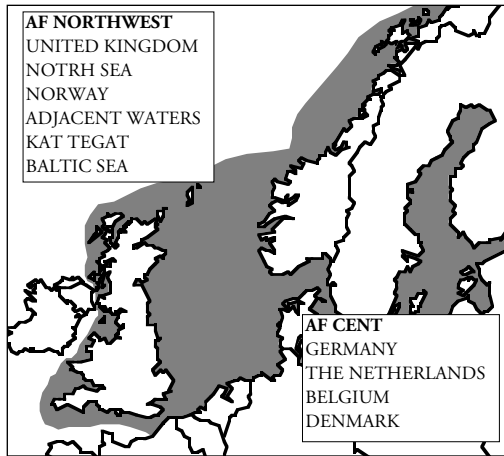 AF NORTHWEST
UNITED KINGDOM
NOTRH SEA
NORWAY
ADJACENT WATERS
KAT TEGAT
BALTIC SEA
AF CENT
GERMANY
THE NETHERLANDS
BELGIUM
DENMARK